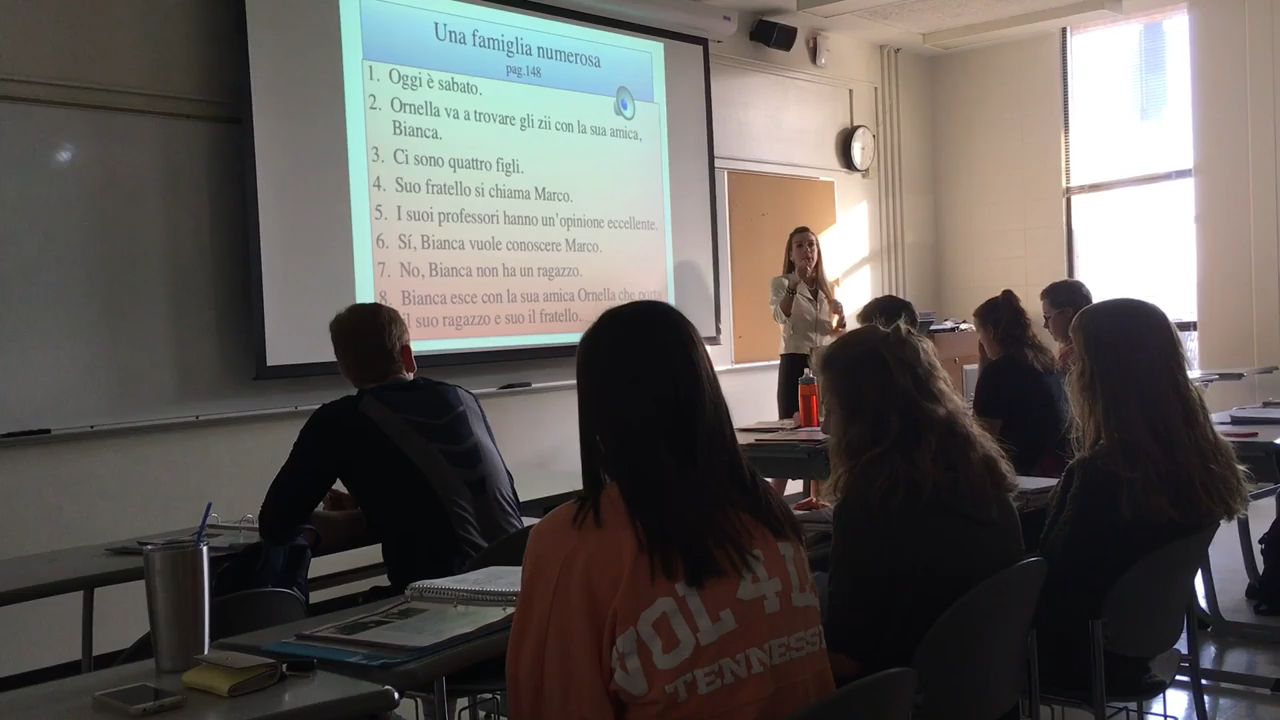 Una famiglia numerosa
pag.148
1. Oggi è sabato.
2. Ornella va a trovare gli zii con la sua amica,
Bianca.
3. Ci sono quattro figli.
4. Suo fratello si chiama Marco.
5. I suoi professori hanno un'opinione eccellente.
6. Sí, Bianca vuole conoscere Marco.
7. No, Bianca non ha un ragazzo.
8. Bianca esce con la sua amica Ornella che porta
il suo ragazzo e suo il fratello.
VOL 4
TENNESS